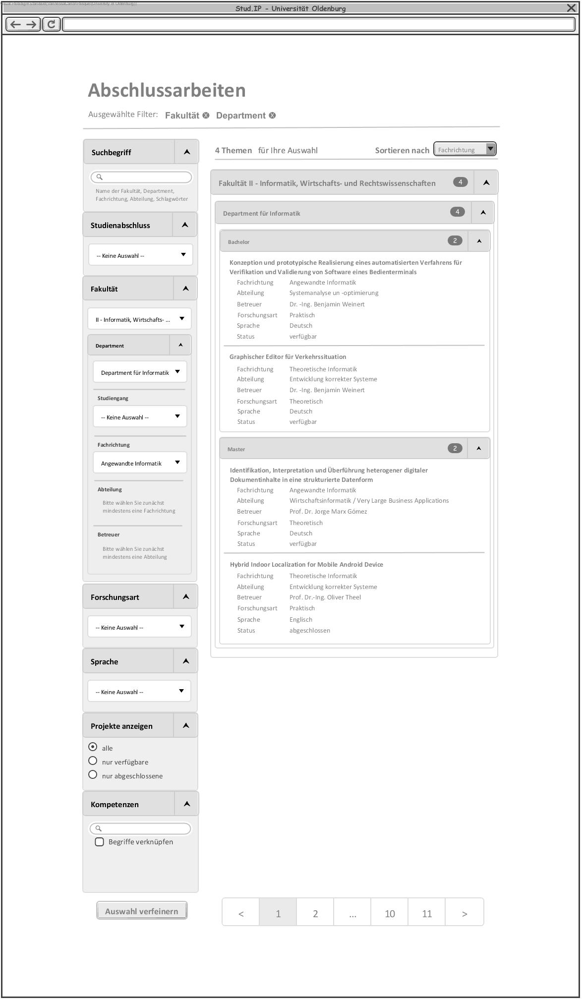 Visual Paradigm Standard(VannessaCanonPasquel(University of Oldenburg))
Stud.IP - Universität Oldenburg
Abschlussarbeiten
Ausgewählte Filter: Fakultät X Department X
Suchbegriff
Name der Fakultät, Department,
Fachrichtung, Abteilung, Schlagwörter
Studienabschluss
-- Keine Auswahl --
Fakultät
II - Informatik, Wirtschafts- ...
Department
Department für Informatik
Studiengang
-- Keine Auswahl --
Fachrichtung
Angewandte Informatik
Abteilung
Bitte wählen Sie zunächst
mindestens eine Fachrichtung
Betreuer
Bitte wählen Sie zunächst
mindestens eine Abteilung
Forschungsart
-- Keine Auswahl --
Sprache
-- Keine Auswahl --
Projekte anzeigen
alle
nur verfügbare
nur abgeschlossene
Kompetenzen
Begriffe verknüpfen
Auswahl verfeinern
4 Themen für Ihre Auswahl
Sortieren nach Fachrichtung
Fakultät II - Informatik, Wirtschafts- und Rechtswissenschaften 4
Department für Informatik 4
Bachelor 2
Konzeption und prototypische Realisierung eines automatisierten Verfahrens für
Verifikation und Validierung von Software eines Bedienterminals
Fachrichtung Angewandte Informatik
Abteilung Systemanalyse un -optimierung
Betreuer Dr. -Ing. Benjamin Weinert
Forschungsart Praktisch
Sprache Deutsch
Status verfügbar
Graphischer Editor für Verkehrssituation
Fachrichtung Theoretische Informatik
Abteilung Entwicklung korrekter Systeme
Betreuer Dr. -Ing. Benjamin Weinert
Forschungsart Theoretisch
Sprache Deutsch
Status verfügbar
Master 2
Identifikation, Interpretation und Überführung heterogener digitaler
Dokumentinhalte in eine strukturierte Datenform
Fachrichtung Angewandte Informatik
Abteilung Wirtschaftsinformatik / Very Large Business Applications
Betreuer Prof. Dr. Jorge Marx Gómez
Forschungsart Theoretisch
Sprache Deutsch
Status verfügbar
Hybrid Indoor Localization for Mobile Android Device
Fachrichtung Theoretische Informatik
Abteilung Entwicklung korrekter Systeme
Betreuer Prof. Dr.-Ing. Oliver Theel
Forschungsart Praktisch
Sprache Englisch
Status abgeschlossen
< 1 2 ... 10 11 >